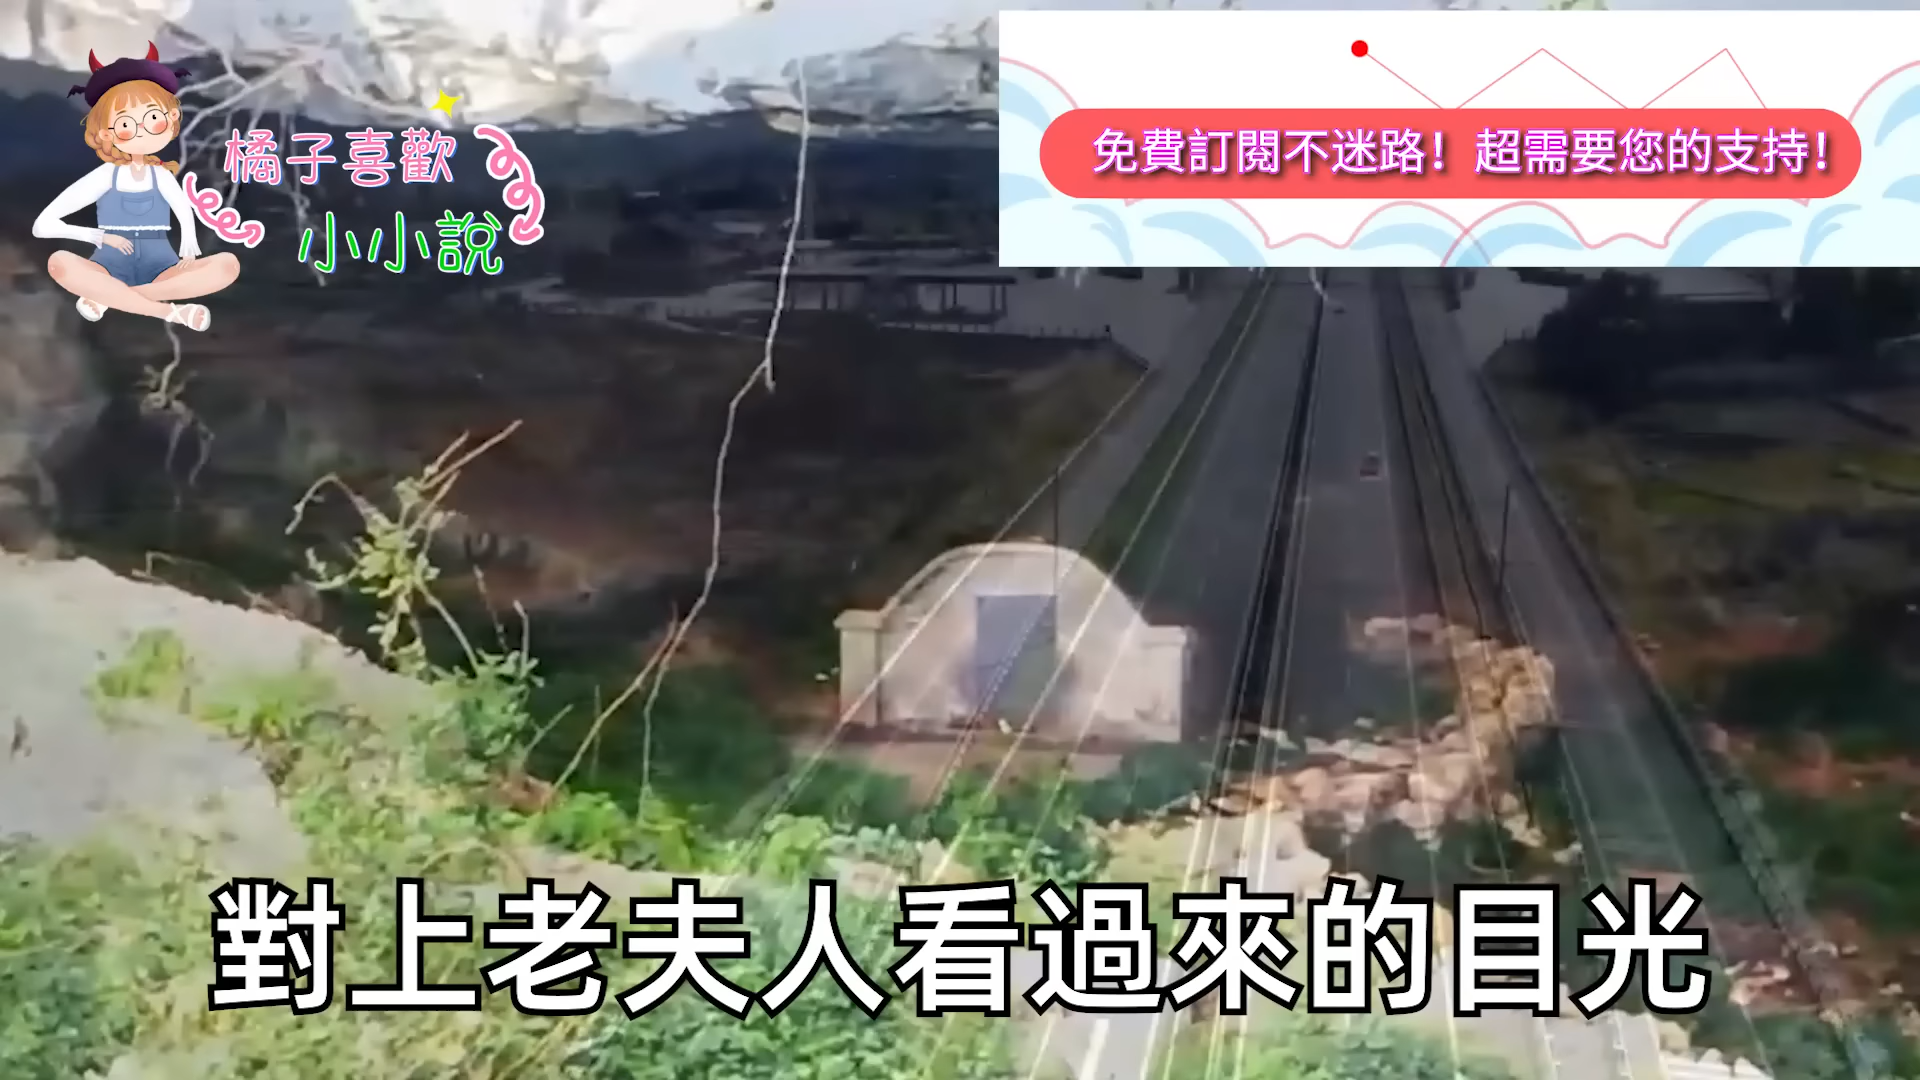 橘子喜歡
小小說
免費訂閱不迷路！超需要您的支持！
對上老夫人看過來的目光